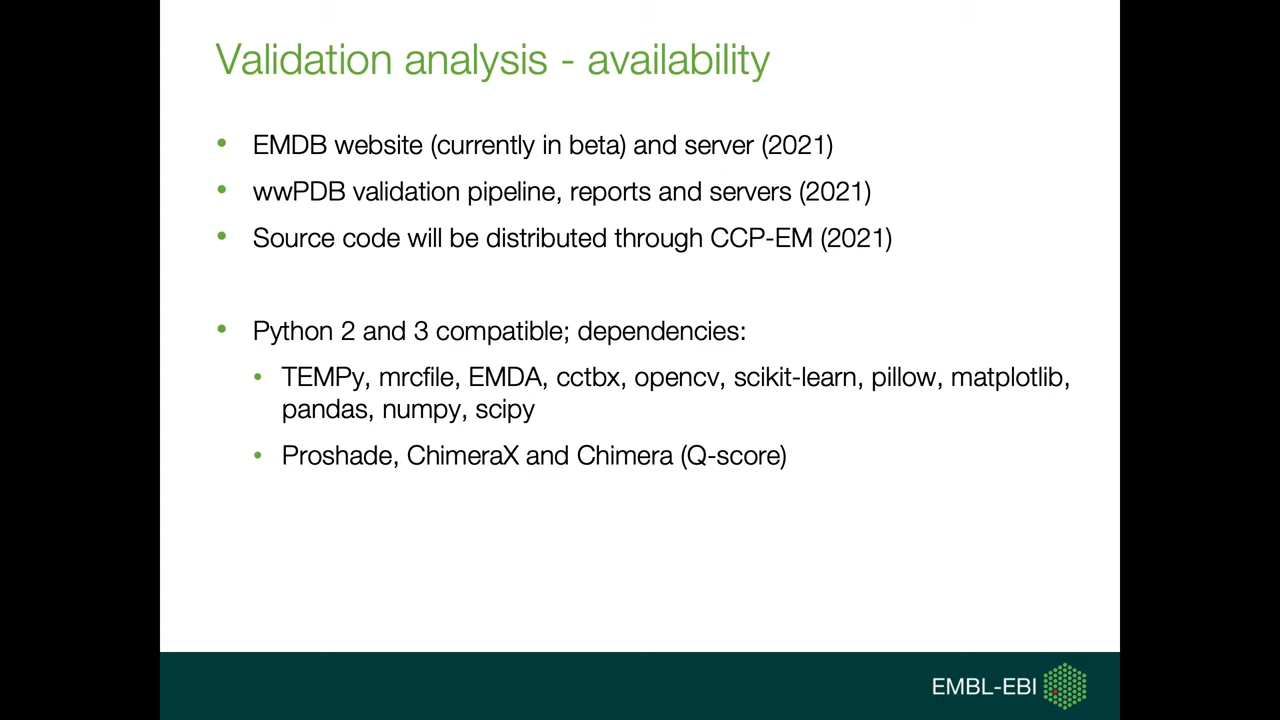 Validation analysis - availability
• EMDB website (currently in beta) and server (2021)
• wwPDB validation pipeline, reports and servers (2021)
• Source code will be distributed through CCP-EM (2021)
• Python 2 and 3 compatible; dependencies:
• TEMPy, mrcfile, EMDA, cctbx, opencv, scikit-learn, pillow, matplotlib,
pandas, numpy, scipy
• Proshade, ChimeraX and Chimera (Q-score)
EMBL-EBI